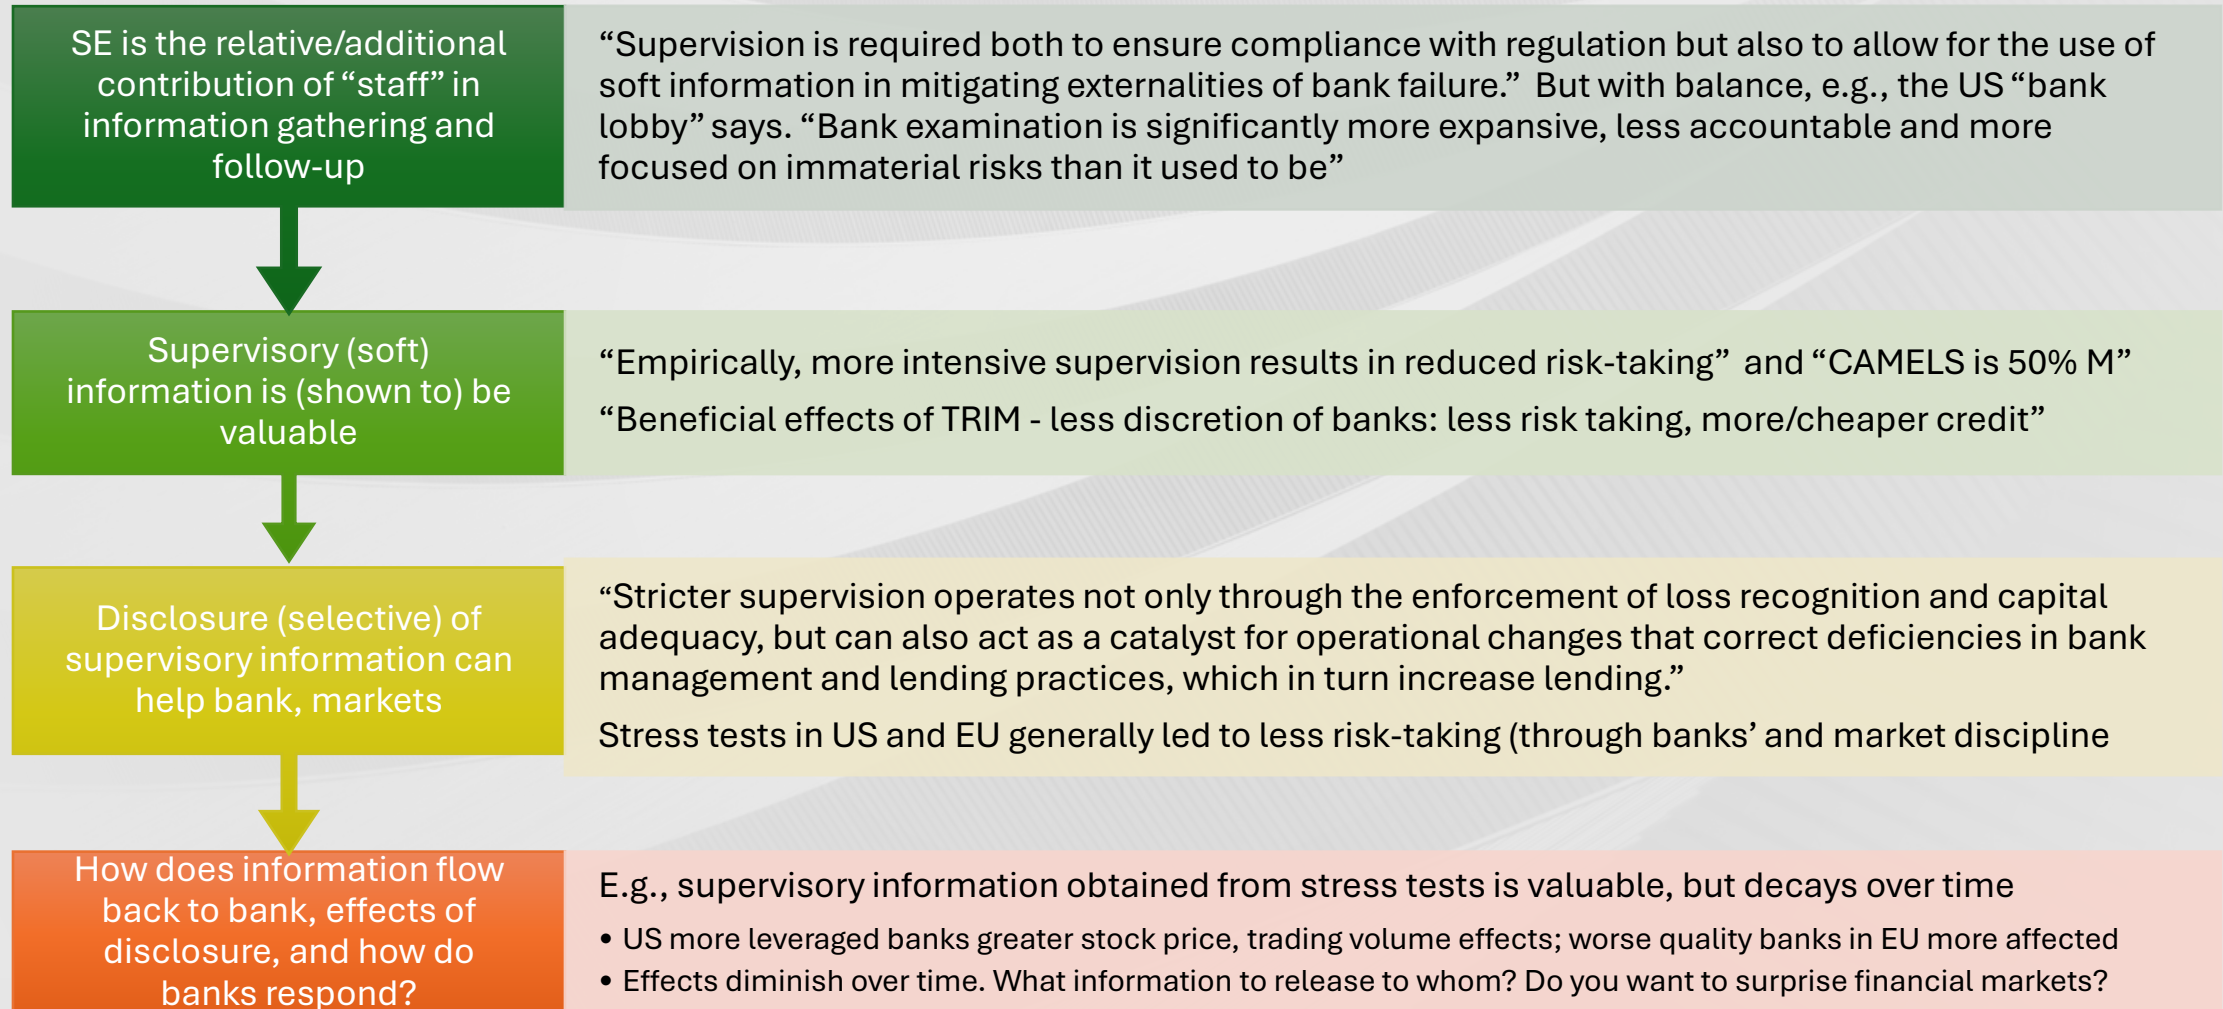 SE is the relative/additional
contribution of “staff” in
information gathering and
follow-up
“Supervision is required both to ensure compliance with regulation but also to allow for the use of
soft information in mitigating externalities of bank failure.” But with balance, e.g., the US “bank
lobby” says. “Bank examination is significantly more expansive, less accountable and more
focused on immaterial risks than it used to be”
Supervisory (soft)
information is (shown to) be
valuable
“Empirically, more intensive supervision results in reduced risk-taking” and “CAMELS is 50% M”
“Beneficial effects of TRIM - less discretion of banks: less risk taking, more/cheaper credit”
Disclosure (selective) of
supervisory information can
help bank, markets
“Stricter supervision operates not only through the enforcement of loss recognition and capital
adequacy, but can also act as a catalyst for operational changes that correct deficiencies in bank
management and lending practices, which in turn increase lending.”
Stress tests in US and EU generally led to less risk-taking (through banks’ and market discipline
How does information flow
back to bank, effects of
disclosure, and how do
banks respond?
E.g., supervisory information obtained from stress tests is valuable, but decays over time
• US more leveraged banks greater stock price, trading volume effects; worse quality banks in EU more affected
• Effects diminish over time. What information to release to whom? Do you want to surprise financial markets?